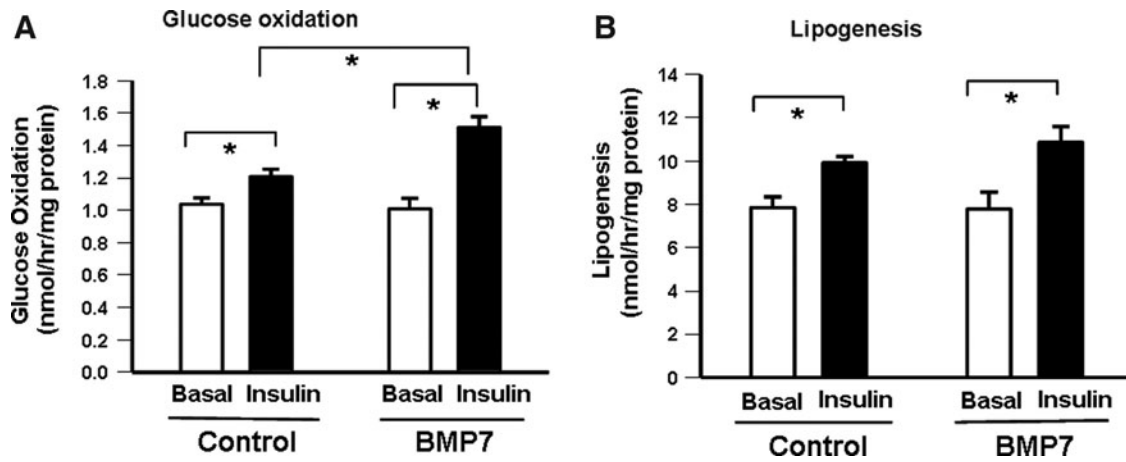 A
Glucose oxidation
*
*
*
Glucose Oxidation
(nmol/hr/mg protein)
1.8
1.6
1.4
1.2
1.0
0.8
0.6
0.4
0.2
0.0
Basal Insulin Basal Insulin
Control BMP7
B
Lipogenesis
*
*
Lipogenesis
(nmol/hr/mg protein)
14
12
10
8
6
4
2
0
Basal Insulin Basal Insulin
Control BMP7